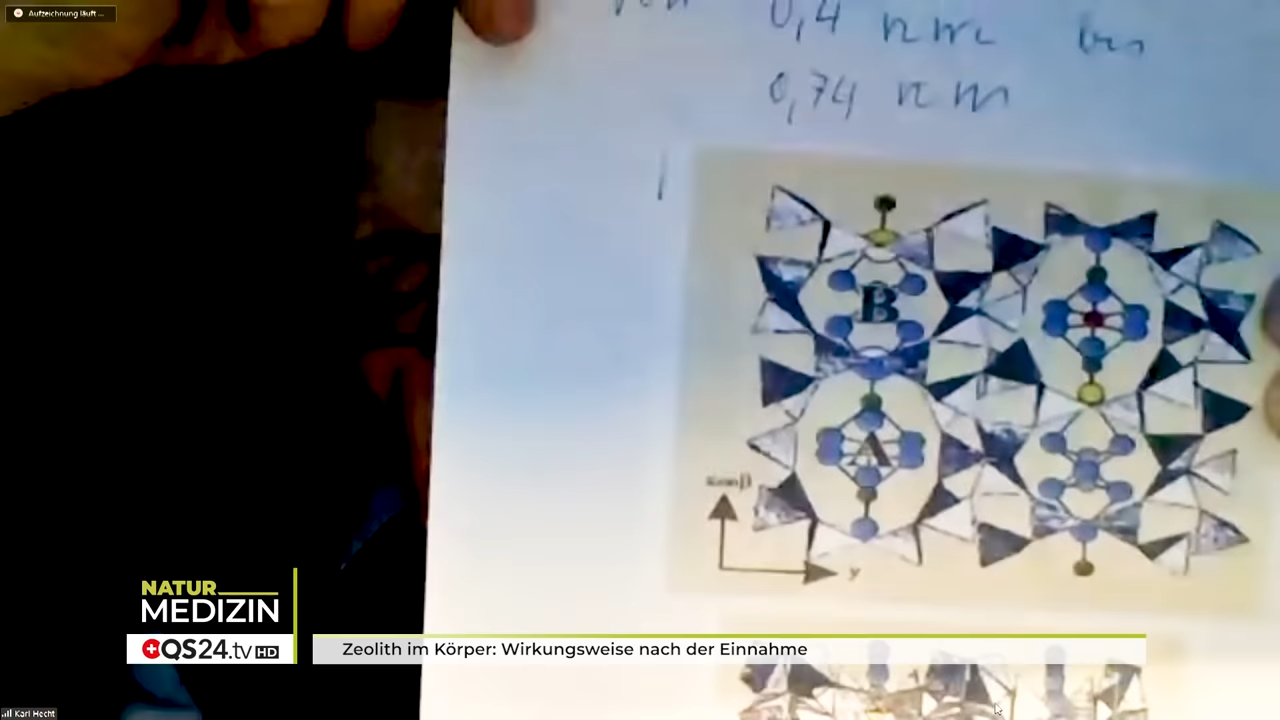 Aufzeichnung läuft ...
von 0,4 nm bis
0,74 nm
B
A
y
NATUR
MEDIZIN
QS24.tv HD
Zeolith im Körper: Wirkungsweise nach der Einnahme
Karl Hecht